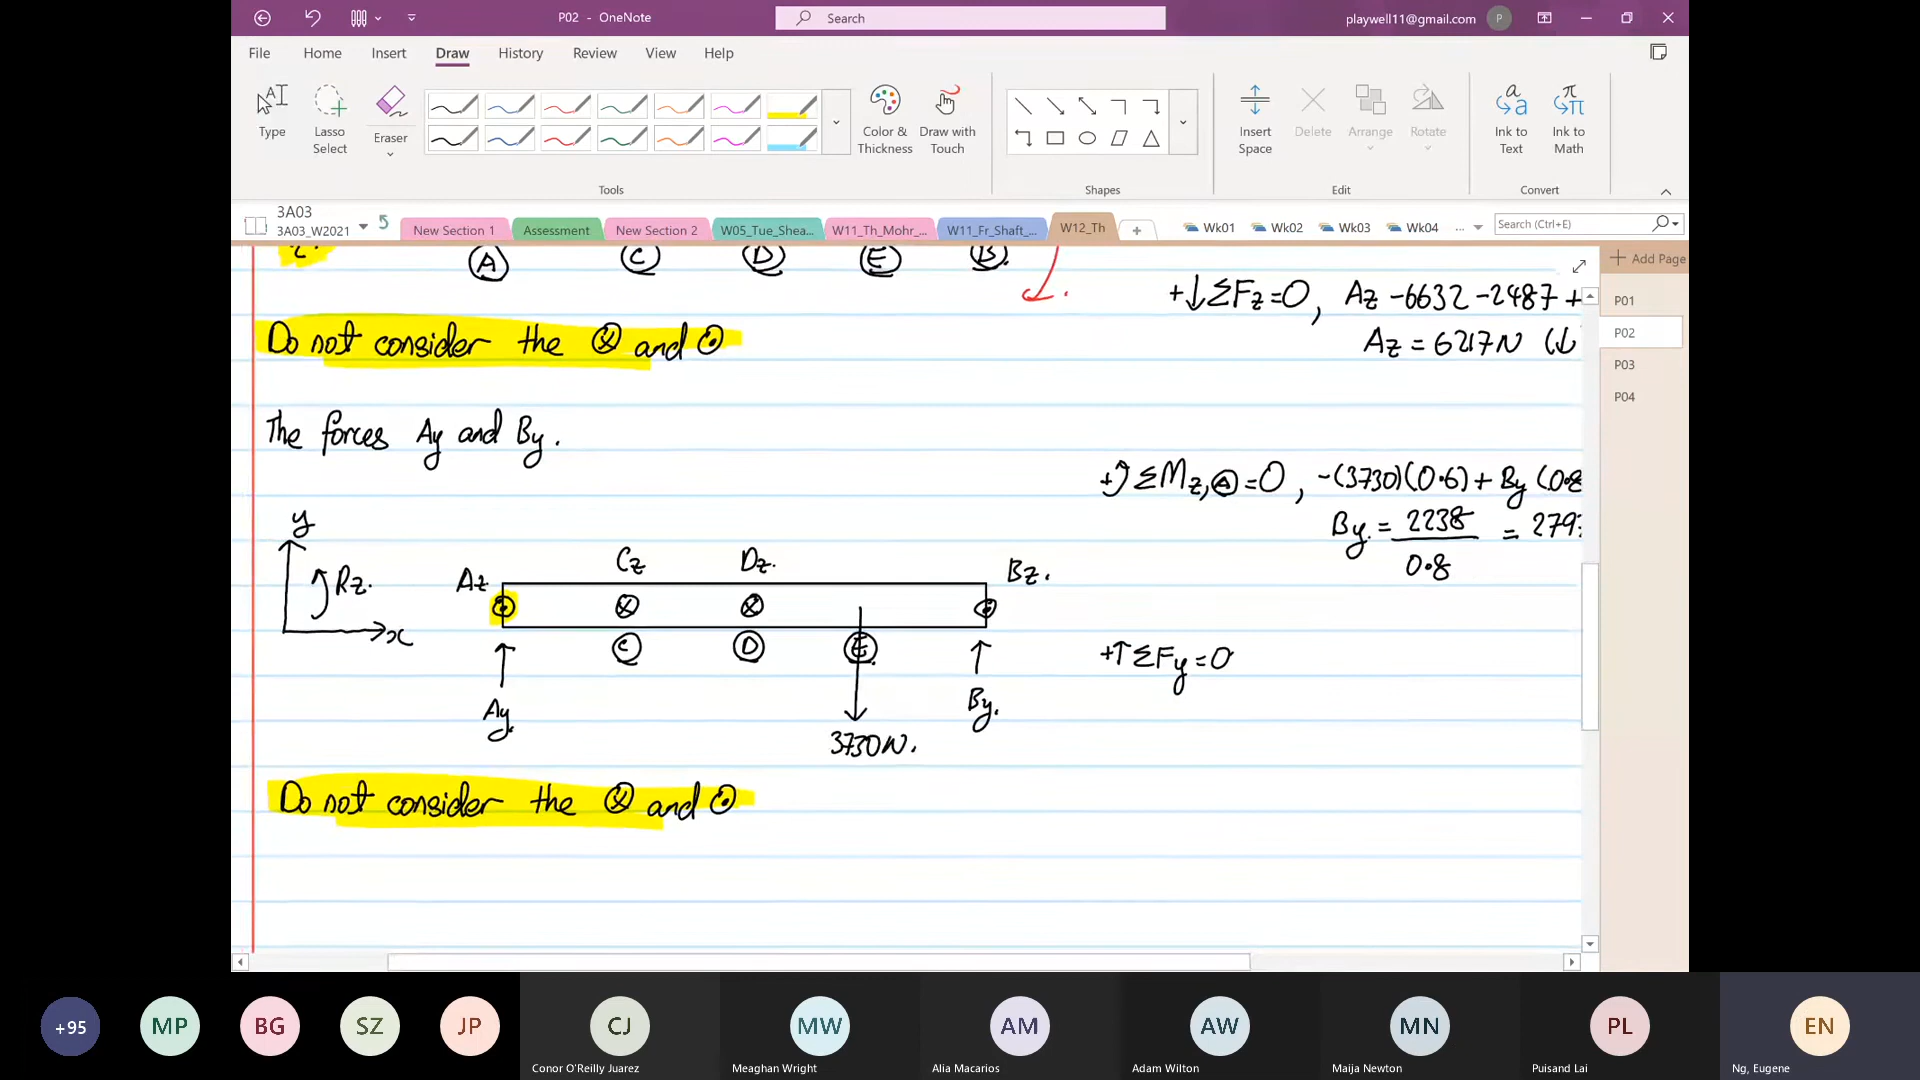 P02 - OneNote
Search
playwell11@gmail.com
P
File Home Insert Draw History Review View Help
Type
Lasso Select
Eraser
Color & Thickness
Draw with Touch
Insert Space
Delete
Arrange
Rotate
Ink to Text
Ink to Math
Tools
Shapes
Edit
Convert
3A03
3A03_W2021
New Section 1
Assessment
New Section 2
W05_Tue_Shea...
W11_Th_Mohr_...
W11_Fr_Shaft_...
W12_Th
Wk01
Wk02
Wk03
Wk04
...
Search (Ctrl+E)
Add Page
P01
P02
P03
P04
A C D E B.
+↓ΣFz=0, Az -6632 -2487 +
Az = 6217N (↓
Do not consider the ⊗ and ⊙
The forces Ay and By.
+ΣMz,Ⓐ=0, -(3730)(0.6) + By (0.8
By = 2238 = 279
0.8
y
Rz.
x
Az
Cz
Dz.
Bz.
C D E
Ay.
By.
3730N.
+↑ΣFy=0
Do not consider the ⊗ and ⊙
+95
MP
BG
SZ
JP
CJ
MW
AM
AW
MN
PL
EN
Conor O'Reilly Juarez
Meaghan Wright
Alia Macarios
Adam Wilton
Maija Newton
Puisand Lai
Ng, Eugene